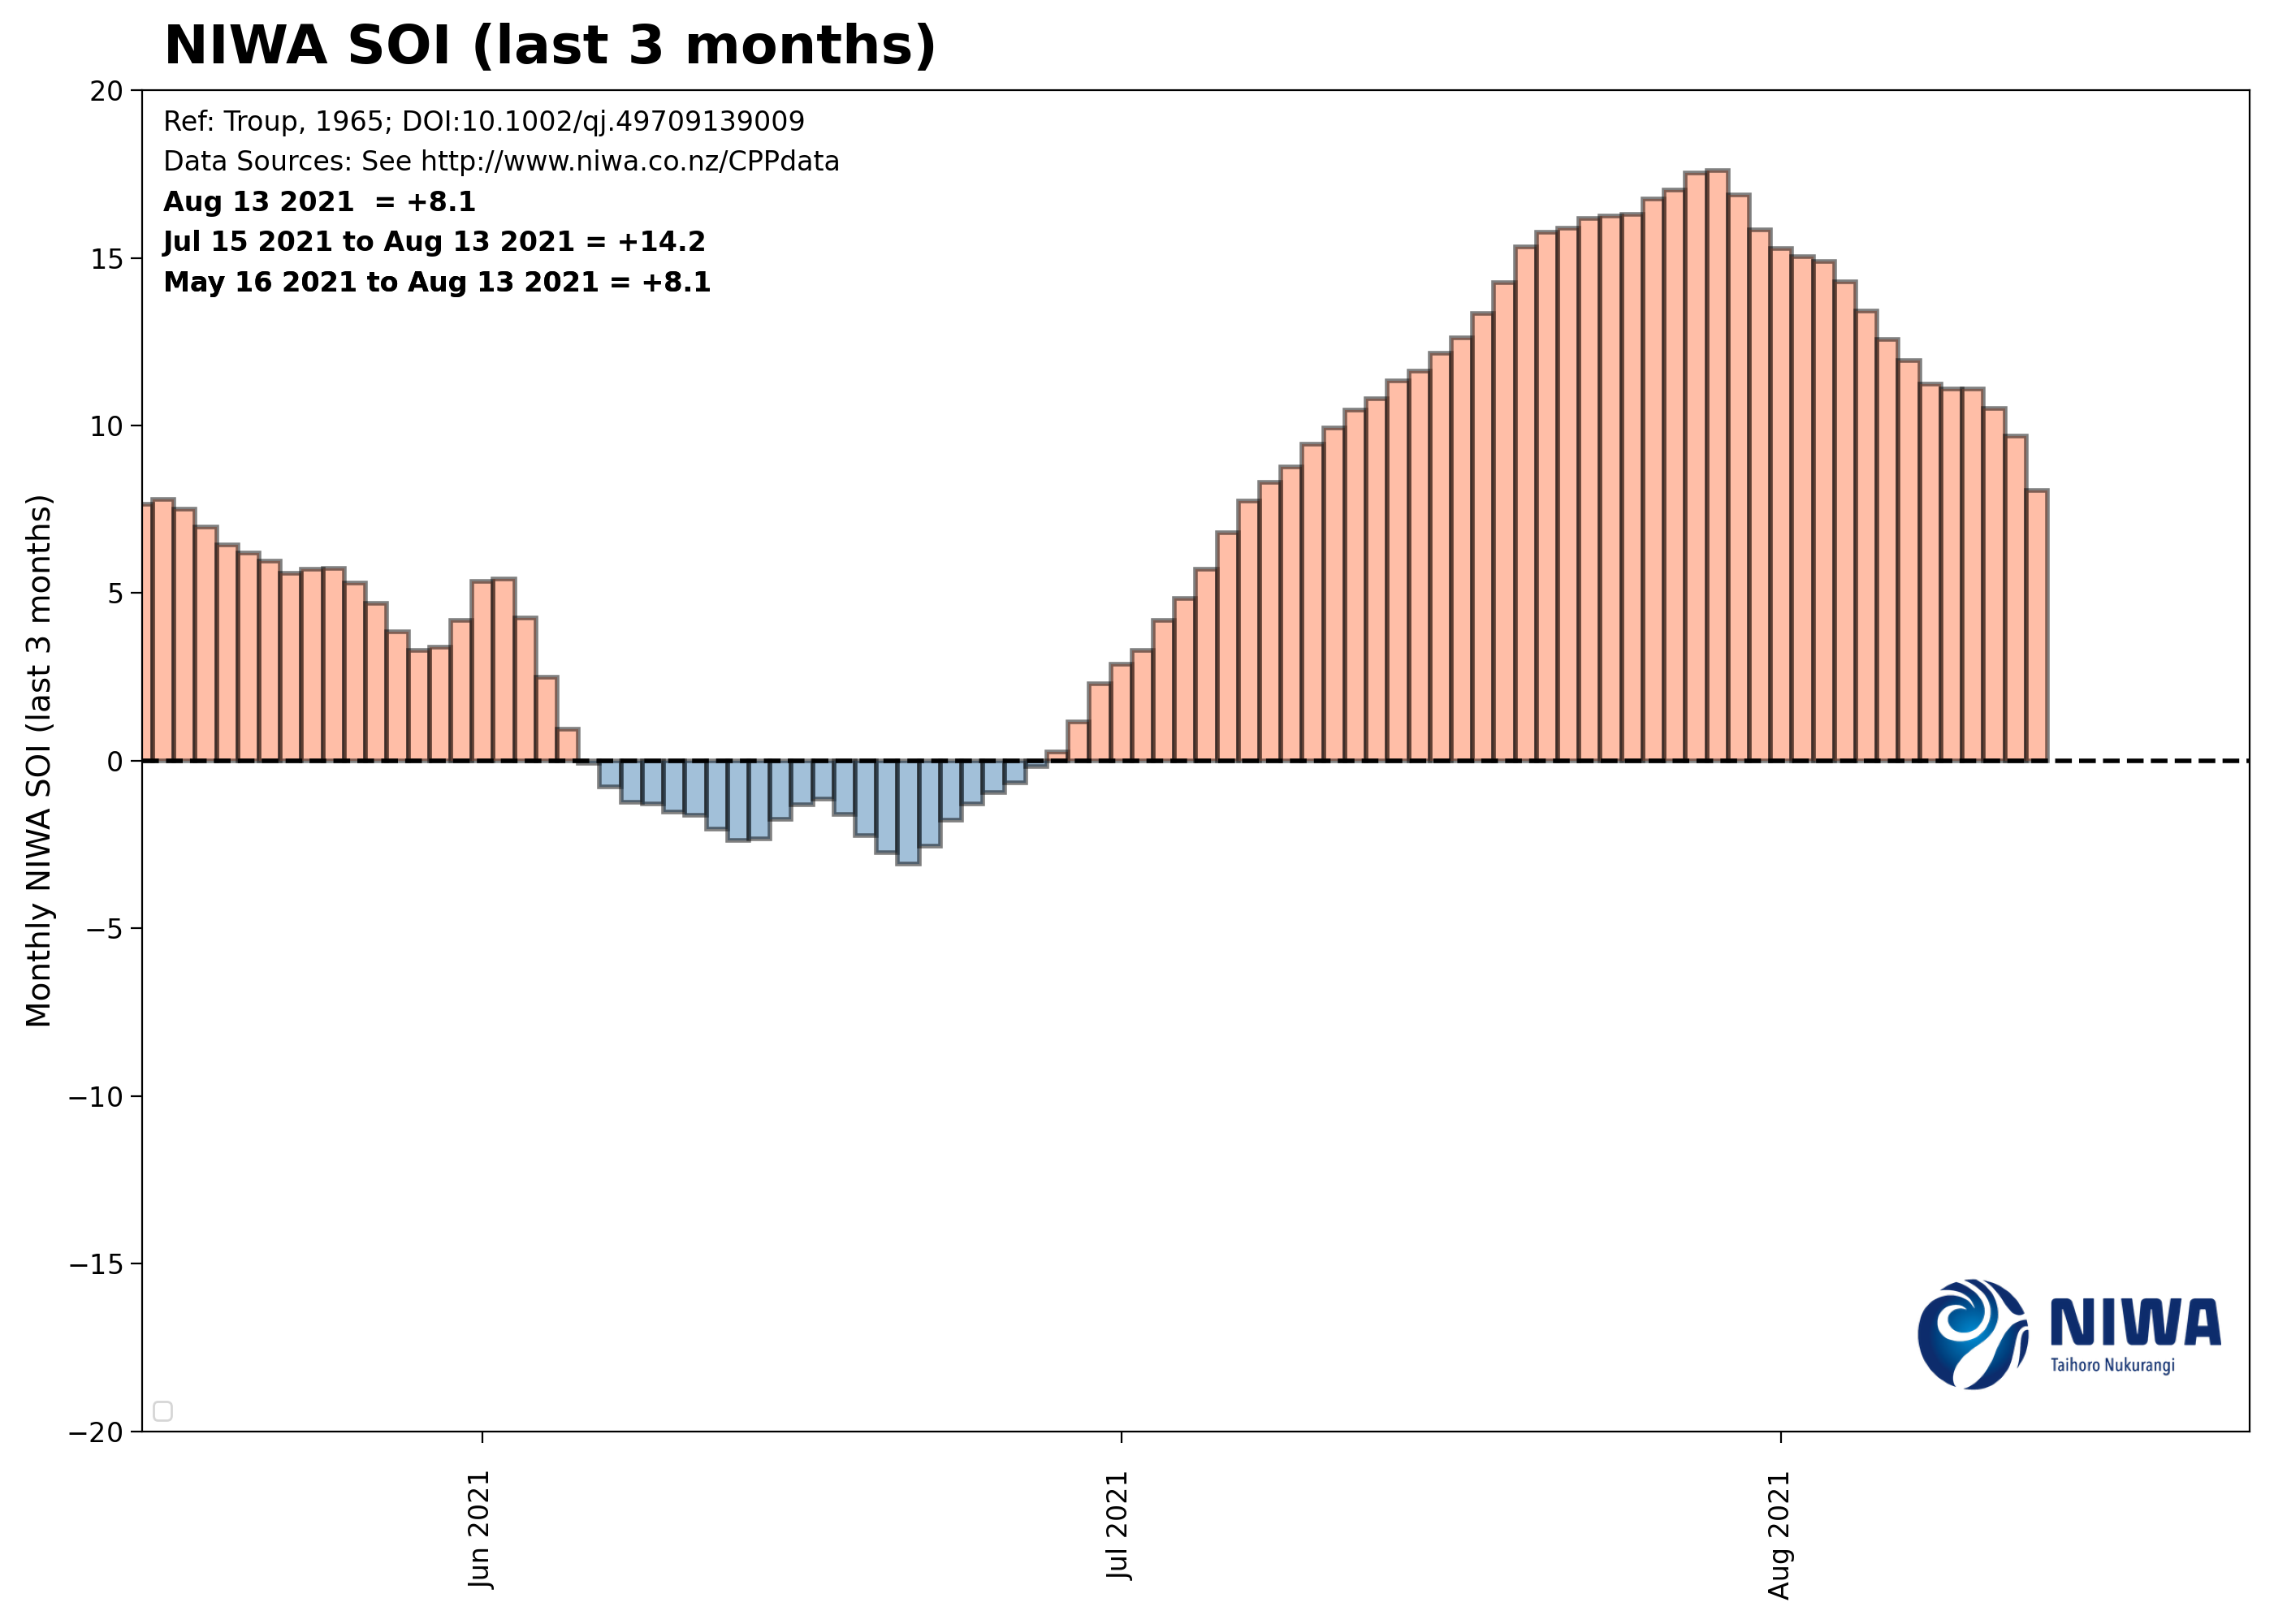 NIWA SOI (last 3 months)
Ref: Troup, 1965; DOI:10.1002/qj.49709139009
Data Sources: See http://www.niwa.co.nz/CPPdata
Aug 13 2021  = +8.1
Jul 15 2021 to Aug 13 2021 = +14.2
May 16 2021 to Aug 13 2021 = +8.1
Monthly NIWA SOI (last 3 months)
20
15
10
5
0
−5
−10
−15
−20
Jun 2021
Jul 2021
Aug 2021
NIWA
Taihoro Nukurangi